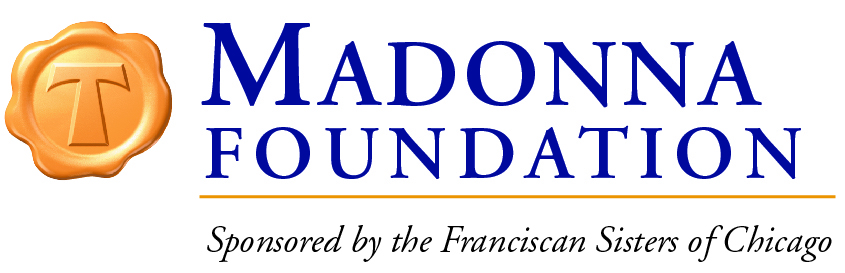 T
MADONNA
FOUNDATION
Sponsored by the Franciscan Sisters of Chicago